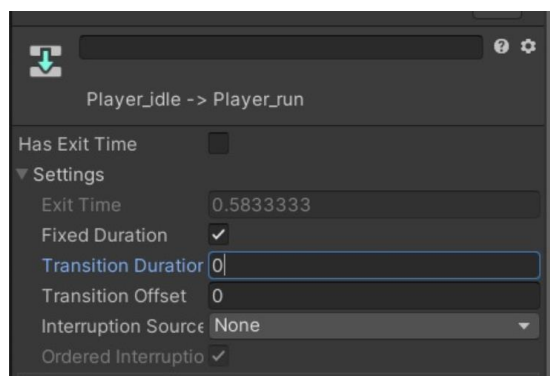 Player_idle -> Player_run
Has Exit Time
Settings
Exit Time 0.5833333
Fixed Duration
Transition Duration 0
Transition Offset 0
Interruption Source None
Ordered Interruptio